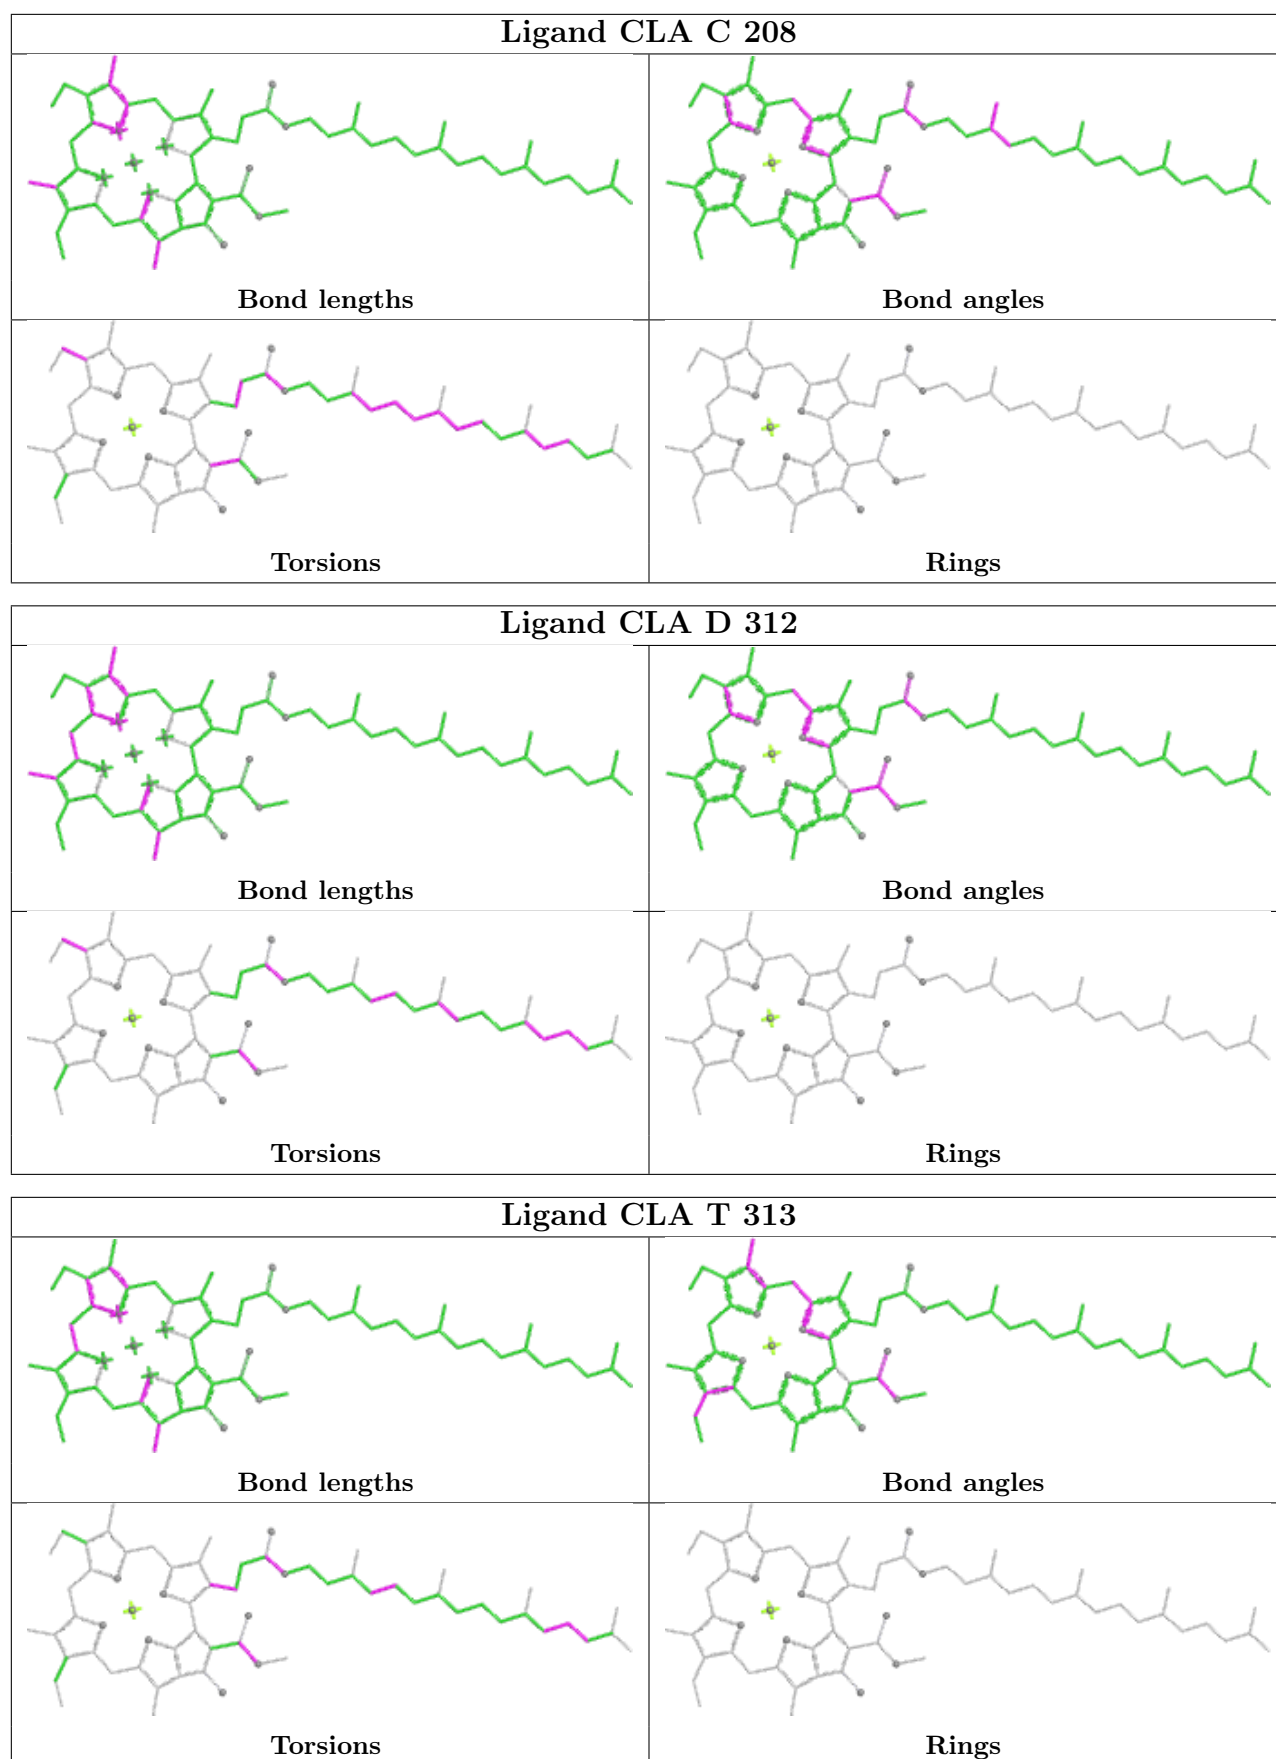 Ligand CLA C 208
Bond lengths
Bond angles
Torsions
Rings
Ligand CLA D 312
Bond lengths
Bond angles
Torsions
Rings
Ligand CLA T 313
Bond lengths
Bond angles
Torsions
Rings